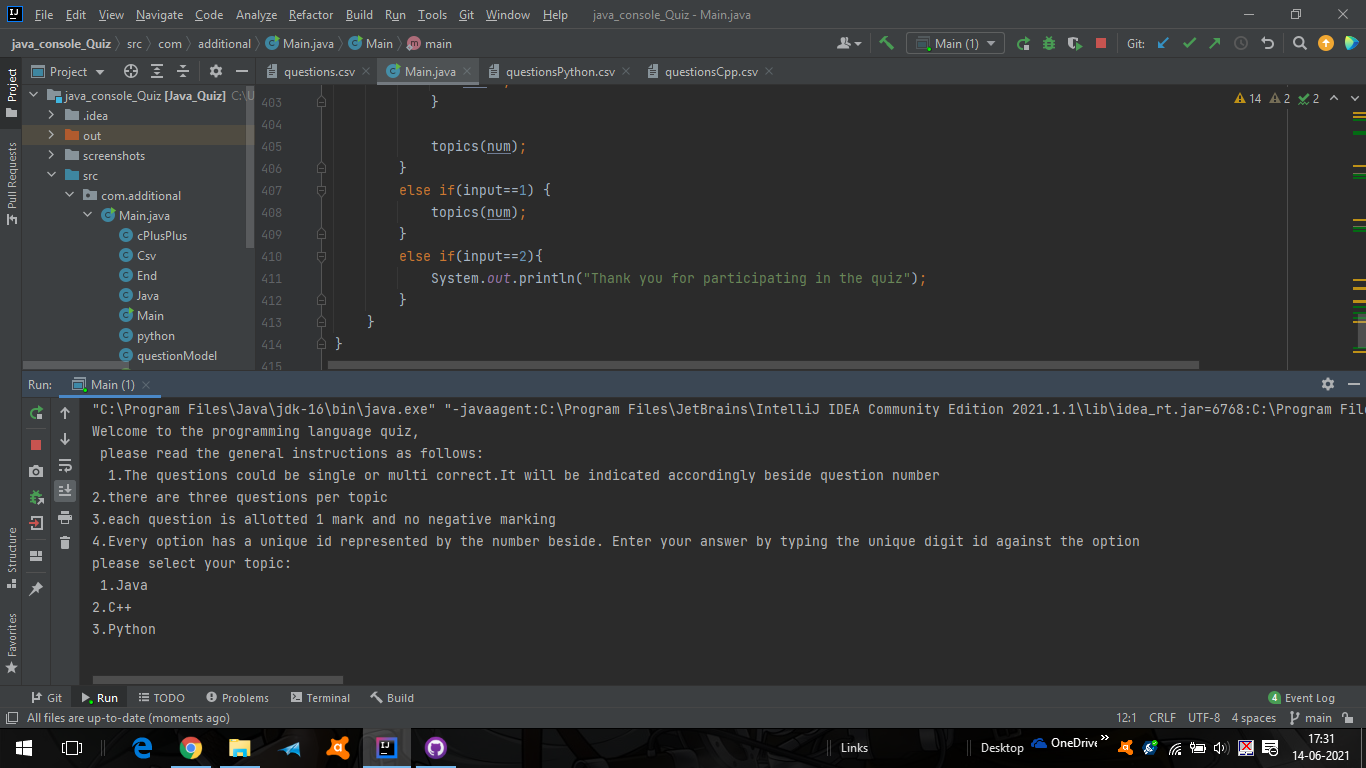 File Edit View Navigate Code Analyze Refactor Build Run Tools Git Window Help java_console_Quiz - Main.java
java_console_Quiz src com additional Main.java Main main Main (1) Git:
Project questions.csv Main.java questionsPython.csv questionsCpp.csv
Project
Pull Requests
Structure
Favorites
java_console_Quiz [Java_Quiz] C:\U
.idea
out
screenshots
src
com.additional
Main.java
cPlusPlus
Csv
End
Java
Main
python
questionModel
14 2 2
403 }
404
405 topics(num);
406 }
407 else if(input==1) {
408 topics(num);
409 }
410 else if(input==2){
411 System.out.println("Thank you for participating in the quiz");
412 }
413 }
414 }
415
Run: Main (1)
"C:\Program Files\Java\jdk-16\bin\java.exe" "-javaagent:C:\Program Files\JetBrains\IntelliJ IDEA Community Edition 2021.1.1\lib\idea_rt.jar=6768:C:\Program File
Welcome to the programming language quiz,
please read the general instructions as follows:
1.The questions could be single or multi correct.It will be indicated accordingly beside question number
2.there are three questions per topic
3.each question is allotted 1 mark and no negative marking
4.Every option has a unique id represented by the number beside. Enter your answer by typing the unique digit id against the option
please select your topic:
1.Java
2.C++
3.Python
Git Run TODO Problems Terminal Build 4 Event Log
All files are up-to-date (moments ago) 12:1 CRLF UTF-8 4 spaces main
Links Desktop OneDrive » 17:31
14-06-2021